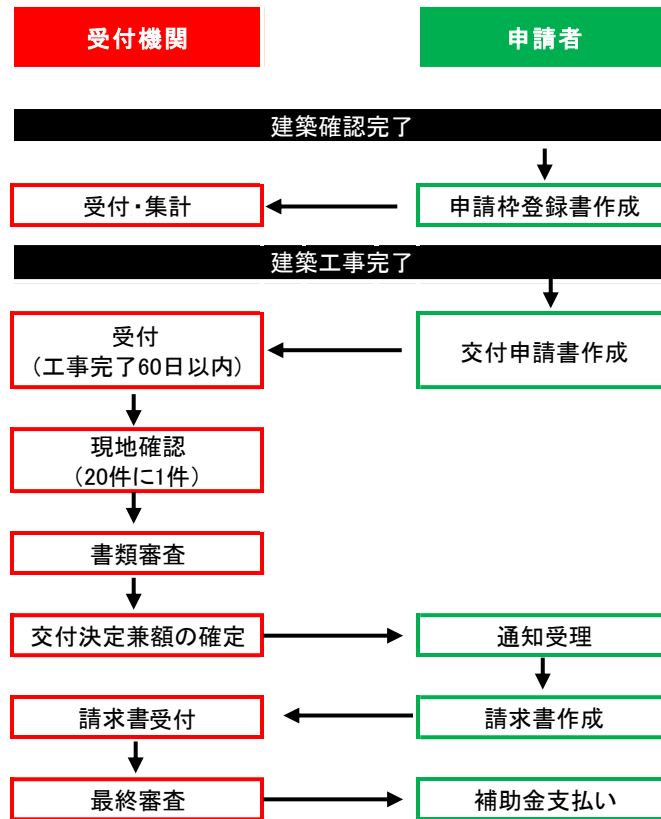 受付機関
申請者
建築確認完了
受付・集計
申請枠登録書作成
建築工事完了
受付
(工事完了60日以内)
交付申請書作成
現地確認
(20件に1件)
書類審査
交付決定兼額の確定
通知受理
請求書受付
請求書作成
最終審査
補助金支払い